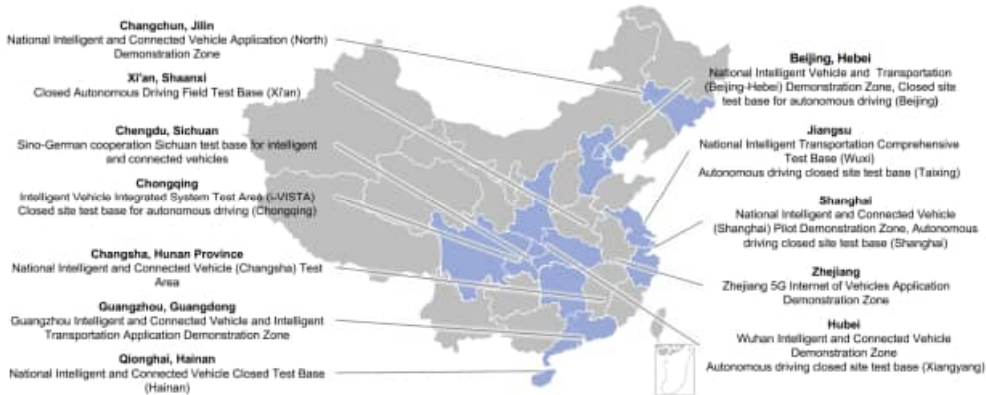 Changchun, Jilin
National Intelligent and Connected Vehicle Application (North)
Demonstration Zone
Xi'an, Shaanxi
Closed Autonomous Driving Field Test Base (Xi'an)
Chengdu, Sichuan
Sino-German cooperation Sichuan test base for intelligent
and connected vehicles
Chongqing
Intelligent Vehicle Integrated System Test Area (i-VISTA)
Closed site test base for autonomous driving (Chongqing)
Changsha, Hunan Province
National Intelligent and Connected Vehicle (Changsha) Test
Area
Guangzhou, Guangdong
Guangzhou Intelligent and Connected Vehicle and Intelligent
Transportation Application Demonstration Zone
Qionghai, Hainan
National Intelligent and Connected Vehicle Closed Test Base
(Hainan)
Beijing, Hebei
National Intelligent Vehicle and Transportation
(Beijing-Hebei) Demonstration Zone, Closed site
test base for autonomous driving (Beijing)
Jiangsu
National Intelligent Transportation Comprehensive
Test Base (Wuxi)
Autonomous driving closed site test base (Taixing)
Shanghai
National Intelligent and Connected Vehicle
(Shanghai) Pilot Demonstration Zone, Autonomous
driving closed site test base (Shanghai)
Zhejiang
Zhejiang 5G Internet of Vehicles Application
Demonstration Zone
Hubei
Wuhan Intelligent and Connected Vehicle
Demonstration Zone
Autonomous driving closed site test base (Xiangyang)